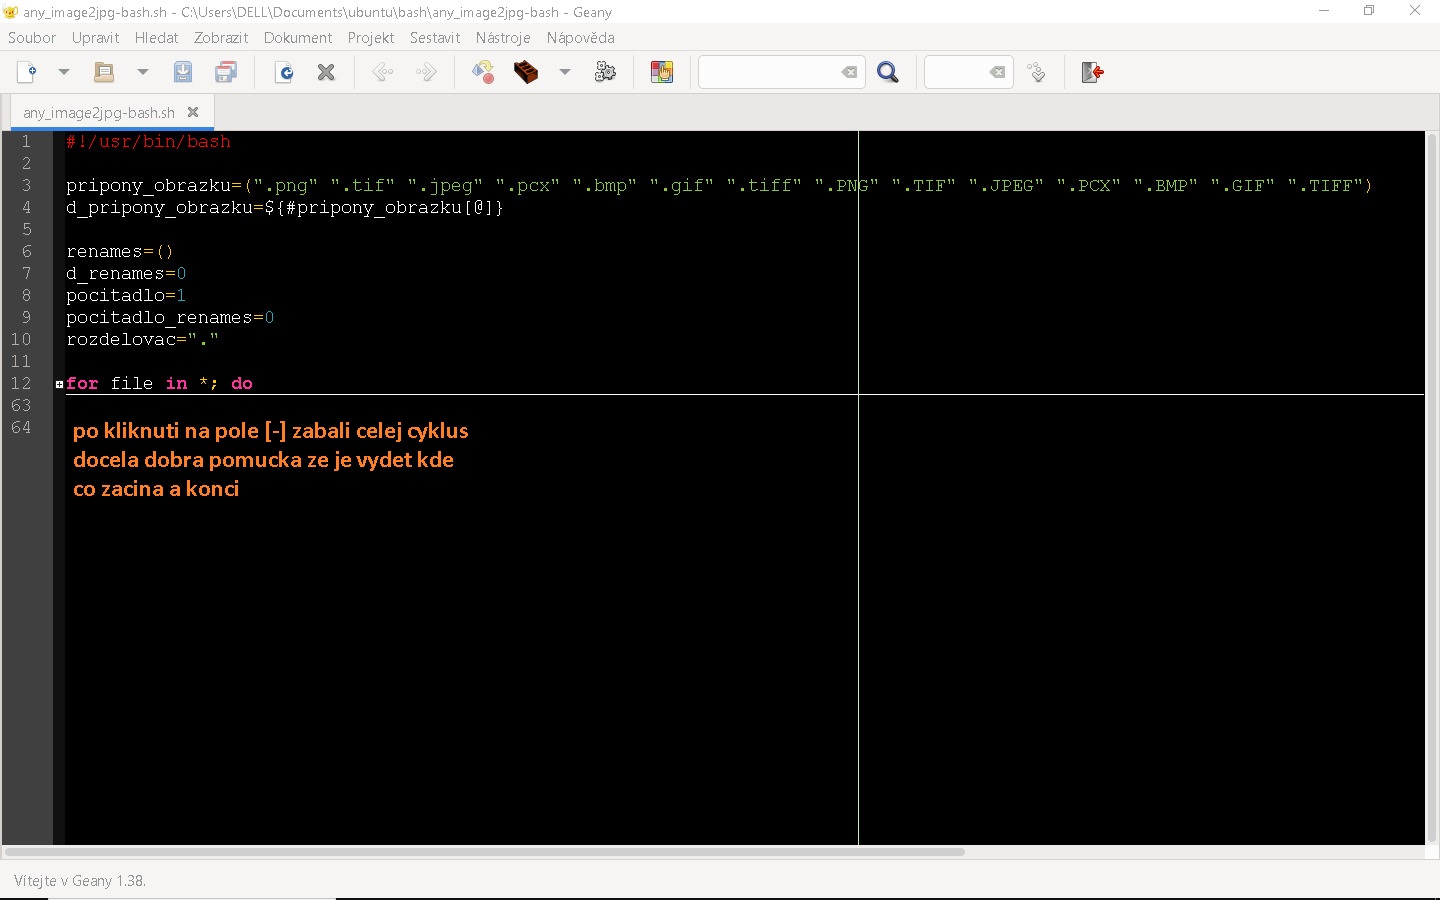 any_image2jpg-bash.sh - C:\Users\DELL\Documents\ubuntu\bash\any_image2jpg-bash - Geany
Soubor Upravit Hledat Zobrazit Dokument Projekt Sestavit Nástroje Nápověda
any_image2jpg-bash.sh
1 #!/usr/bin/bash
2
3 pripony_obrazku=(".png" ".tif" ".jpeg" ".pcx" ".bmp" ".gif" ".tiff" ".PNG" ".TIF" ".JPEG" ".PCX" ".BMP" ".GIF" ".TIFF")
4 d_pripony_obrazku=${#pripony_obrazku[@]}
5
6 renames=()
7 d_renames=0
8 pocitadlo=1
9 pocitadlo_renames=0
10 rozdelovac="."
11
12 for file in *; do
63
64
po kliknuti na pole [-] zabali celej cyklus
docela dobra pomucka ze je vydet kde
co zacina a konci
Vítejte v Geany 1.38.